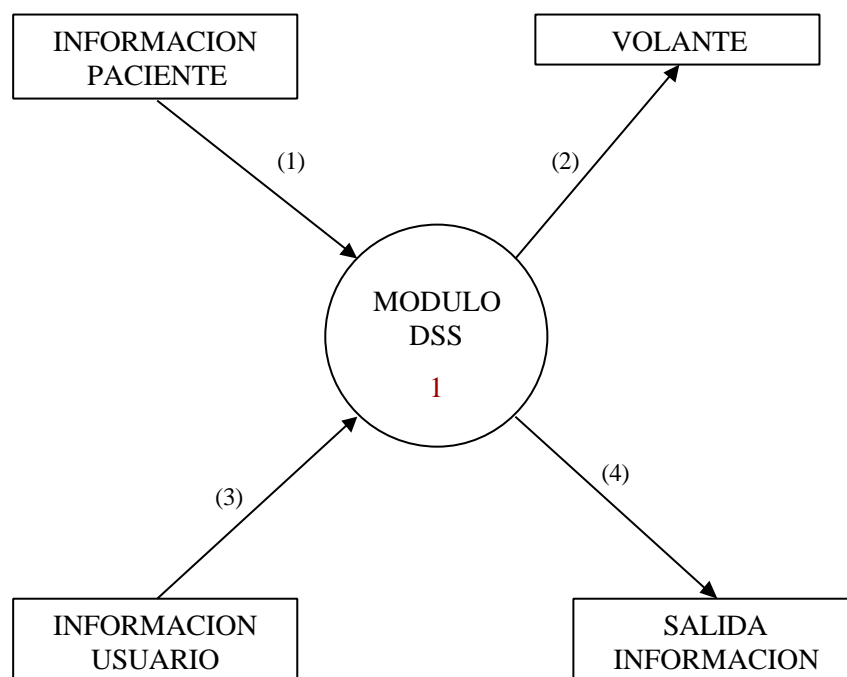 INFORMACION
PACIENTE
VOLANTE
(1)
(2)
MODULO
DSS
1
(3)
(4)
INFORMACION
USUARIO
SALIDA
INFORMACION